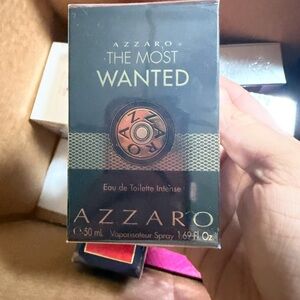 AZZARO
THE MOST
WANTED
AZZARO
Eau de Toilette Intense
AZZARO
℮50 mL Vaporisateur Spray 1.69 Fl.Oz